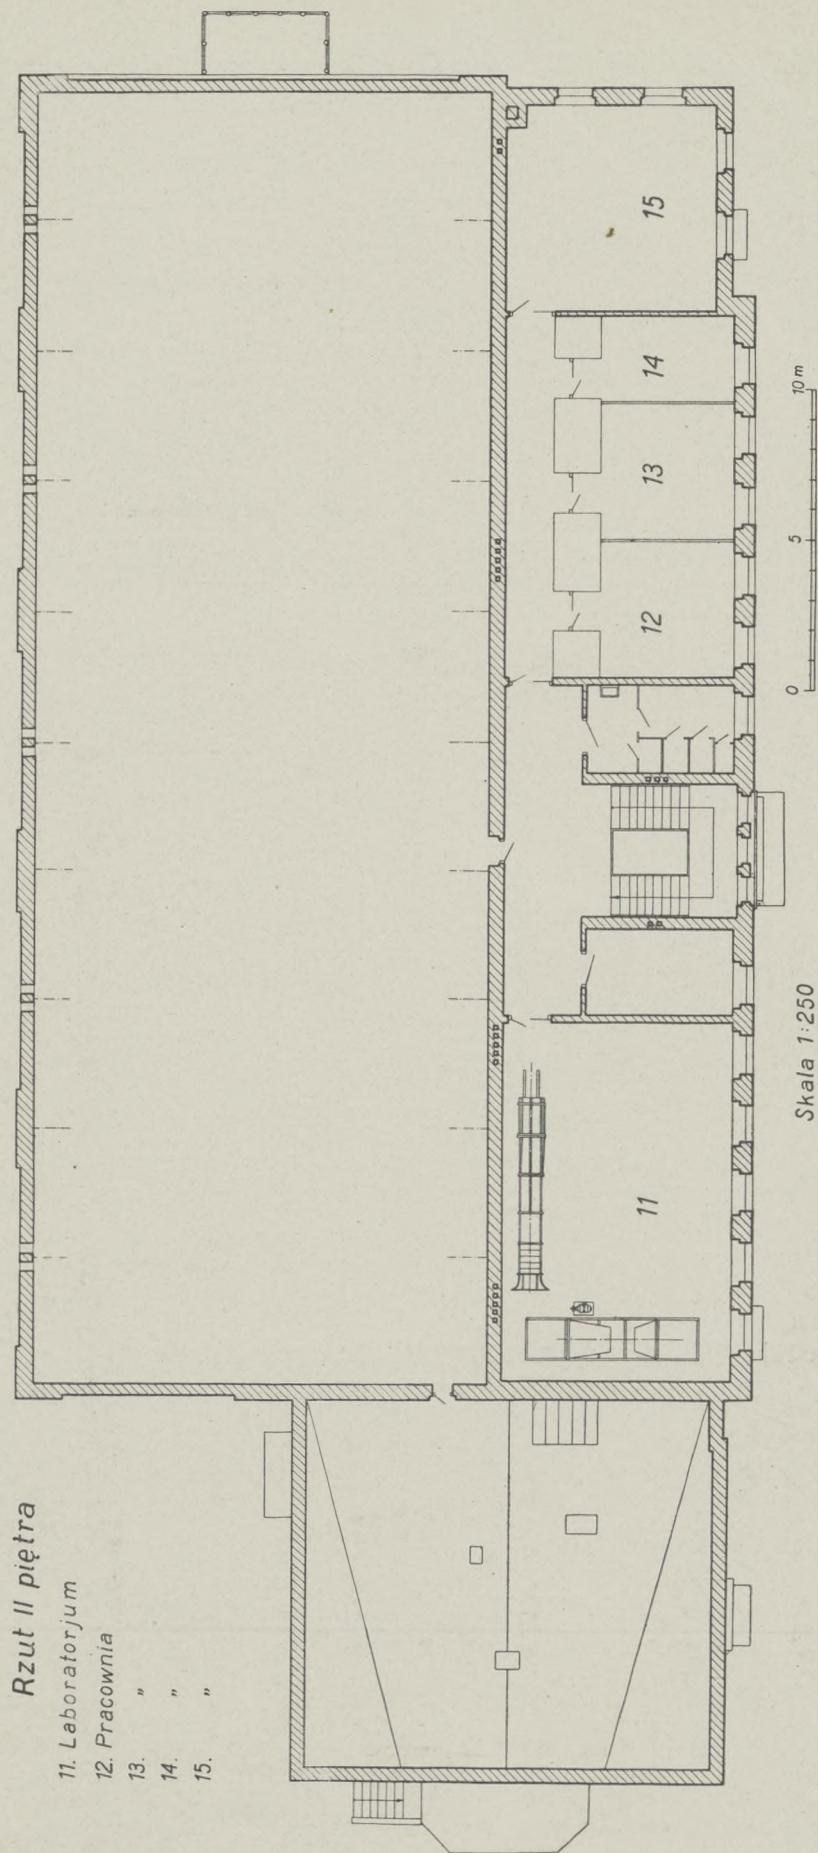 Rzut II piętra
11. Laboratorjum
12. Pracownia
13. „
14. „
15. „
11
12
13
14
15
0 5 10 m
Skala 1:250